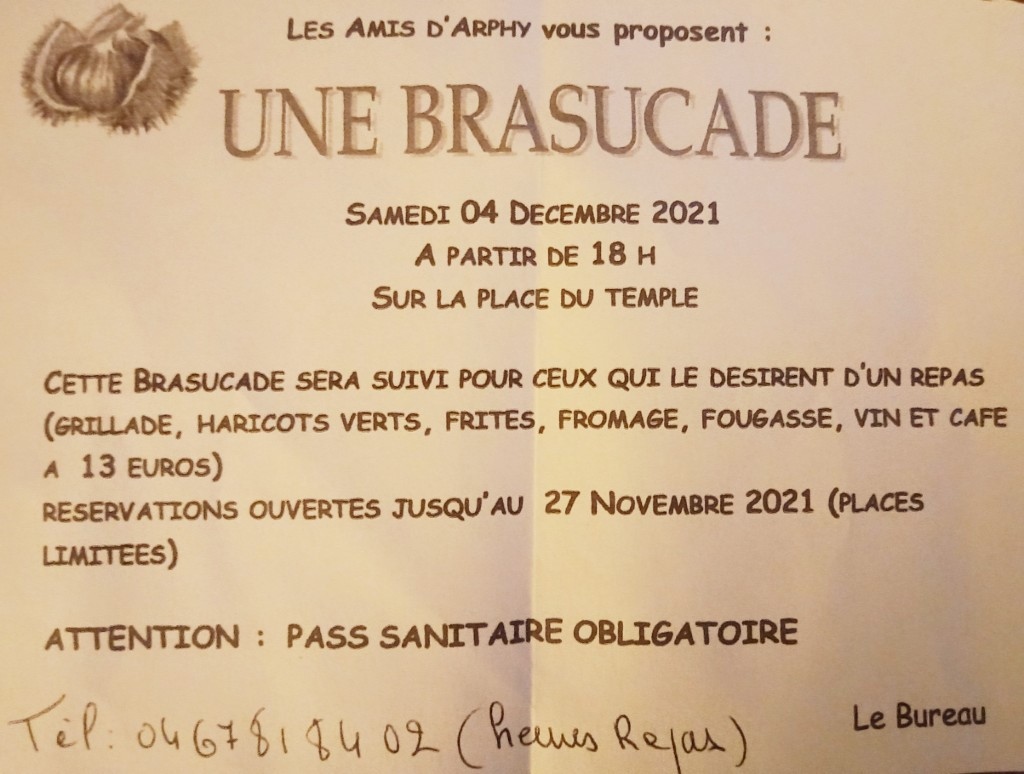 LES AMIS D'ARPHY vous proposent :
UNE BRASUCADE
SAMEDI 04 DECEMBRE 2021
A PARTIR DE 18 H
SUR LA PLACE DU TEMPLE
CETTE BRASUCADE SERA SUIVI POUR CEUX QUI LE DESIRENT D'UN REPAS
(GRILLADE, HARICOTS VERTS, FRITES, FROMAGE, FOUGASSE, VIN ET CAFE
A 13 EUROS)
RESERVATIONS OUVERTES JUSQU'AU 27 NOVEMBRE 2021 (PLACES
LIMITEES)
ATTENTION : PASS SANITAIRE OBLIGATOIRE
Le Bureau
Tél: 0467818402 (heures Repas)